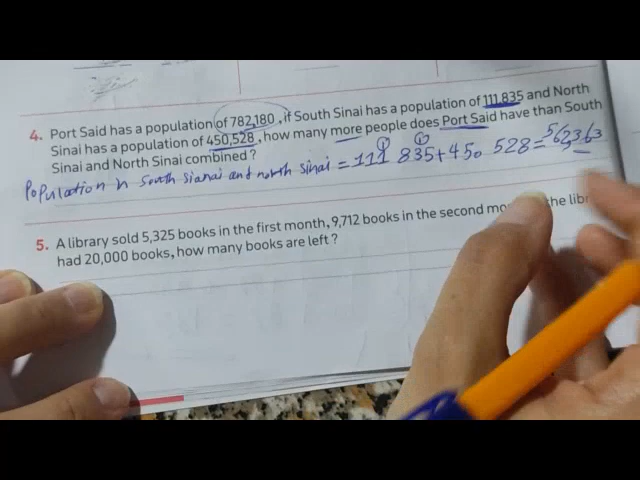 4. Port Said has a population of 782,180, if South Sinai has a population of 111,835 and North
Sinai has a population of 450,528, how many more people does Port Said have than South
Sinai and North Sinai combined?
Population in South sianai and north sinai = 111 835 + 450 528 = 562363
5. A library sold 5,325 books in the first month, 9,712 books in the second the
had 20,000 books, how many books are left?